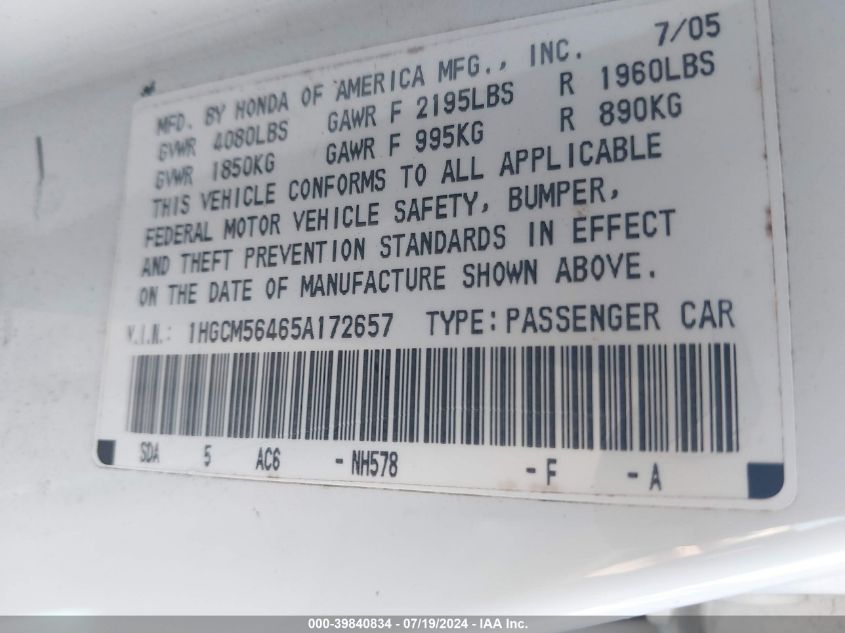 MFD. BY HONDA OF AMERICA MFG., INC. 7/05
GVWR 4080LBS GAWR F 2195LBS R 1960LBS
GVWR 1850KG GAWR F 995KG R 890KG
THIS VEHICLE CONFORMS TO ALL APPLICABLE
FEDERAL MOTOR VEHICLE SAFETY, BUMPER,
AND THEFT PREVENTION STANDARDS IN EFFECT
ON THE DATE OF MANUFACTURE SHOWN ABOVE.
V.I.N.: 1HGCM56465A172657 TYPE: PASSENGER CAR
SDA 5 AC6 - NH578 - F - A
000-39840834 - 07/19/2024 - IAA Inc.